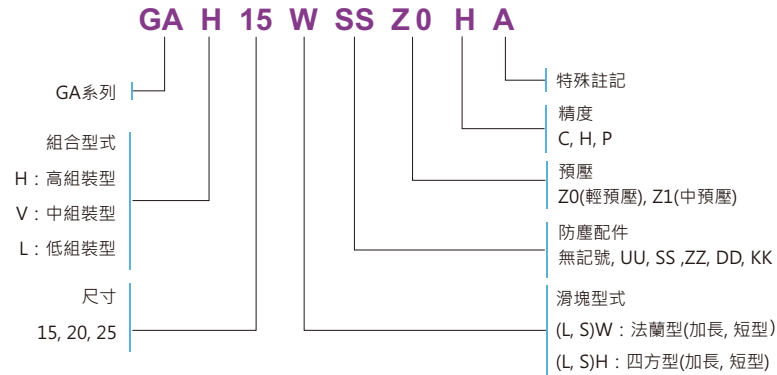 GA H 15 W SS Z0 H A
GA系列
組合型式
H：高組裝型
V：中組裝型
L：低組裝型
尺寸
15, 20, 25
特殊註記
精度
C, H, P
預壓
Z0(輕預壓), Z1(中預壓)
防塵配件
無記號, UU, SS ,ZZ, DD, KK
滑塊型式
(L, S)W：法蘭型(加長, 短型)
(L, S)H：四方型(加長, 短型)